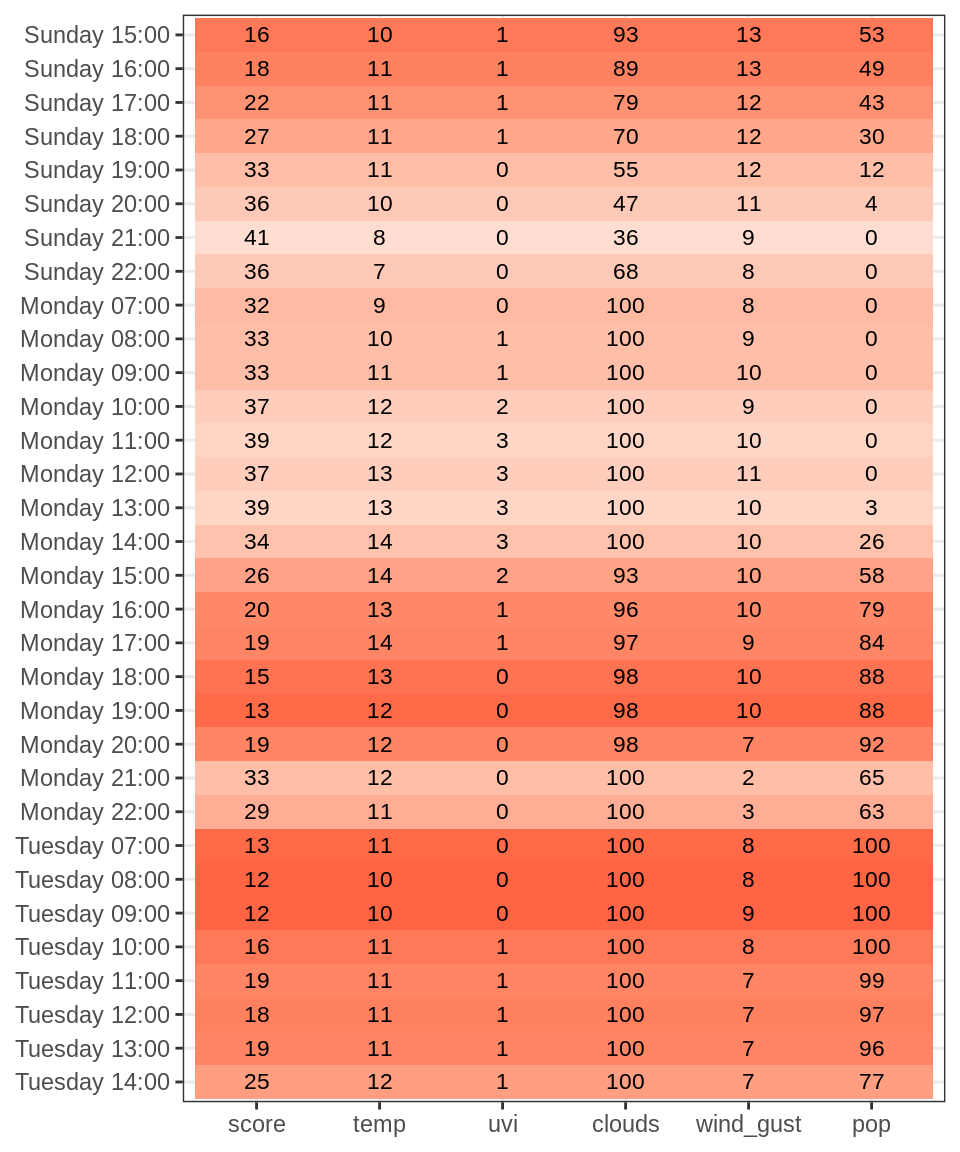 Sunday 15:00 16 10 1 93 13 53
Sunday 16:00 18 11 1 89 13 49
Sunday 17:00 22 11 1 79 12 43
Sunday 18:00 27 11 1 70 12 30
Sunday 19:00 33 11 0 55 12 12
Sunday 20:00 36 10 0 47 11 4
Sunday 21:00 41 8 0 36 9 0
Sunday 22:00 36 7 0 68 8 0
Monday 07:00 32 9 0 100 8 0
Monday 08:00 33 10 1 100 9 0
Monday 09:00 33 11 1 100 10 0
Monday 10:00 37 12 2 100 9 0
Monday 11:00 39 12 3 100 10 0
Monday 12:00 37 13 3 100 11 0
Monday 13:00 39 13 3 100 10 3
Monday 14:00 34 14 3 100 10 26
Monday 15:00 26 14 2 93 10 58
Monday 16:00 20 13 1 96 10 79
Monday 17:00 19 14 1 97 9 84
Monday 18:00 15 13 0 98 10 88
Monday 19:00 13 12 0 98 10 88
Monday 20:00 19 12 0 98 7 92
Monday 21:00 33 12 0 100 2 65
Monday 22:00 29 11 0 100 3 63
Tuesday 07:00 13 11 0 100 8 100
Tuesday 08:00 12 10 0 100 8 100
Tuesday 09:00 12 10 0 100 9 100
Tuesday 10:00 16 11 1 100 8 100
Tuesday 11:00 19 11 1 100 7 99
Tuesday 12:00 18 11 1 100 7 97
Tuesday 13:00 19 11 1 100 7 96
Tuesday 14:00 25 12 1 100 7 77
score temp uvi clouds wind_gust pop